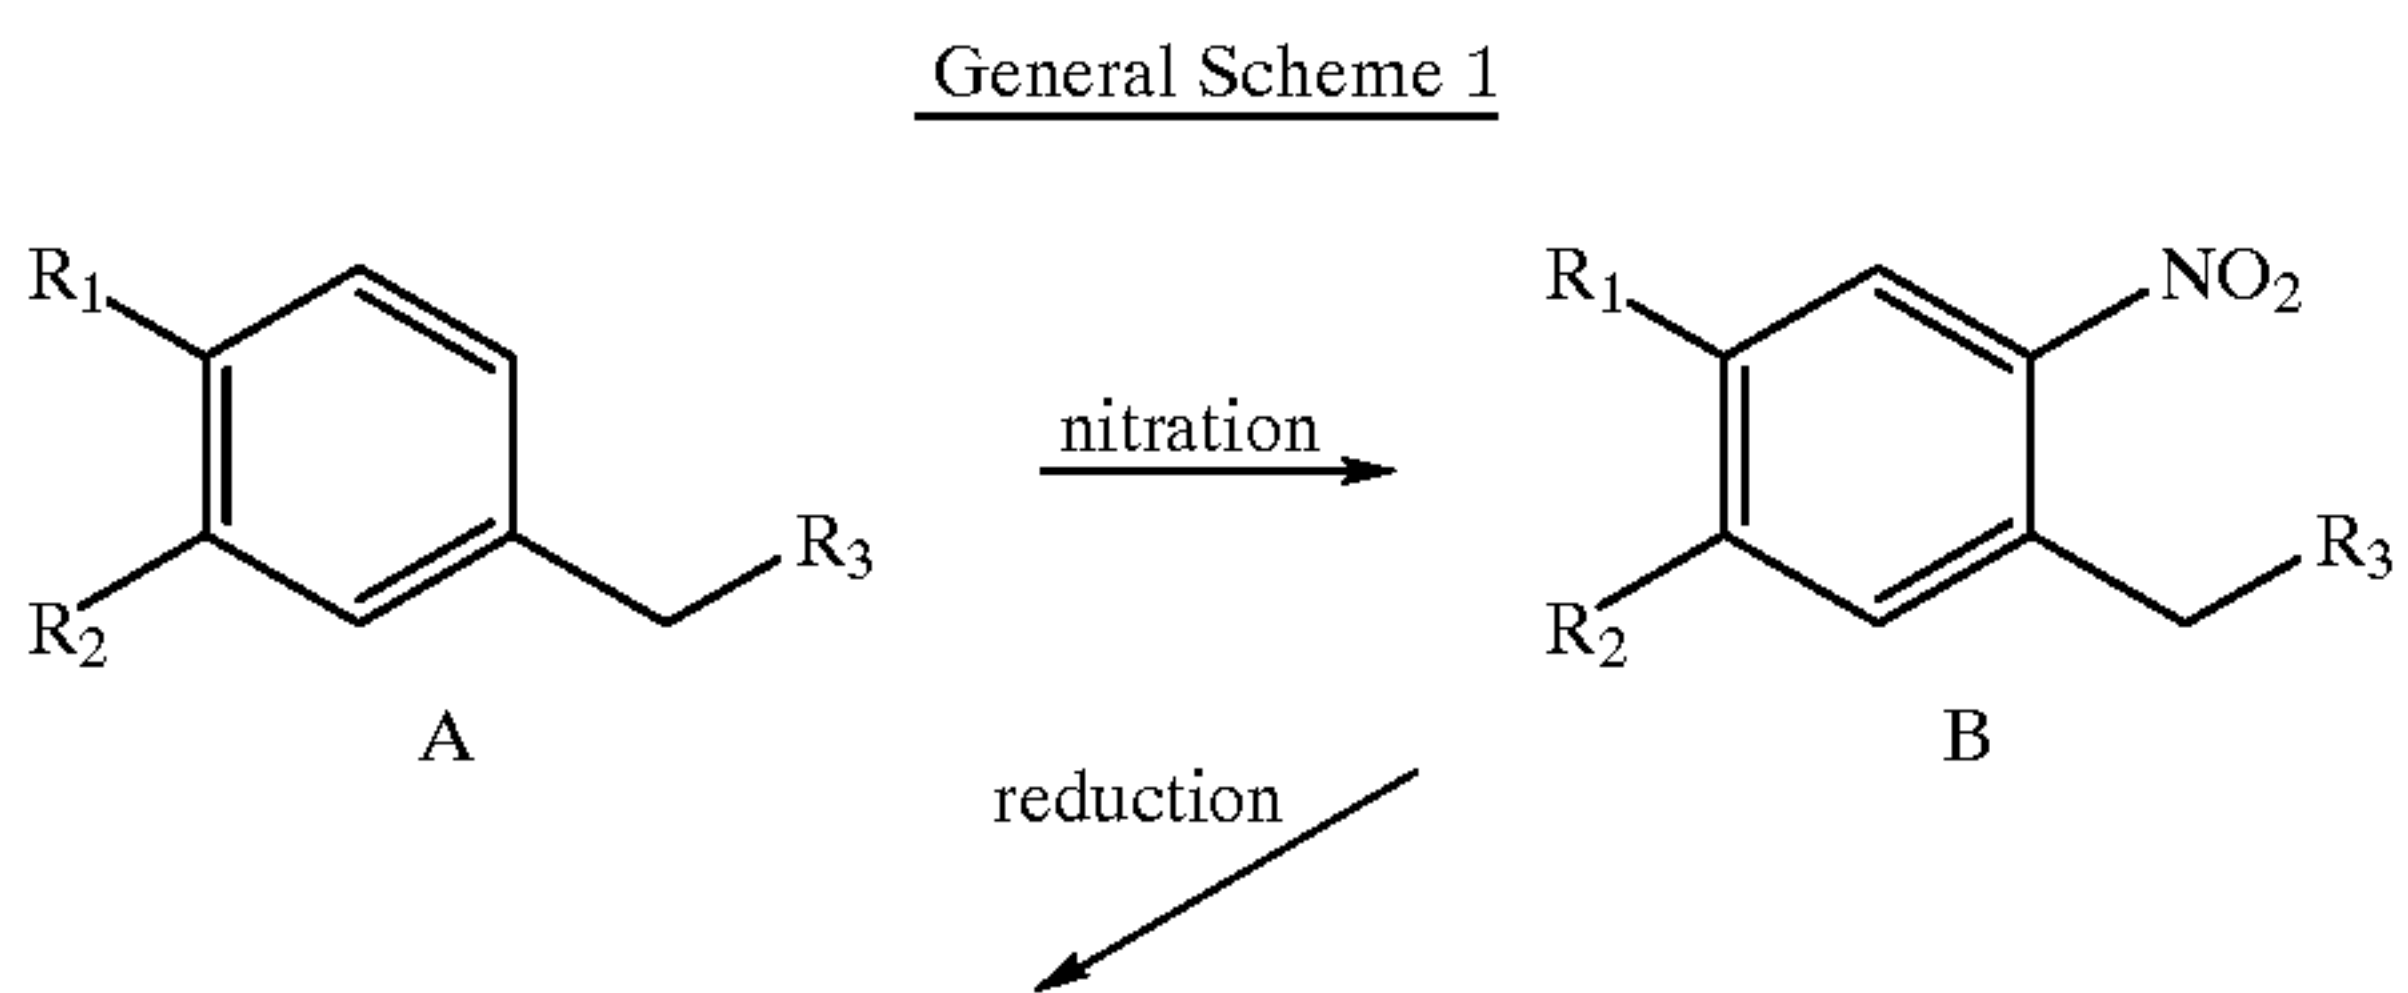 General Scheme 1
R1 NO2
R1
nitration
R3 R3
R2 R2
A B
reduction